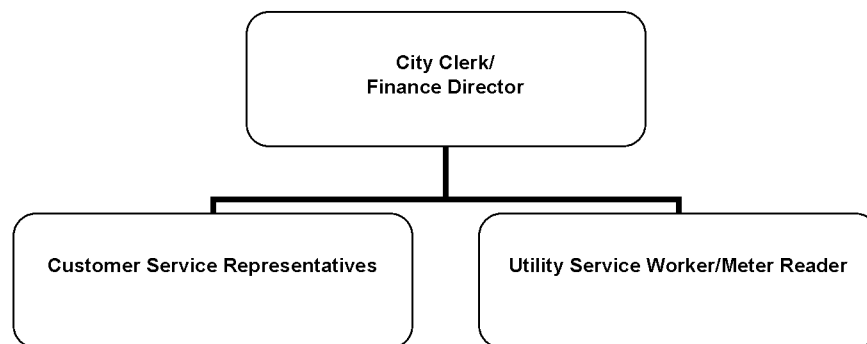 City Clerk/
Finance Director
Customer Service Representatives
Utility Service Worker/Meter Reader